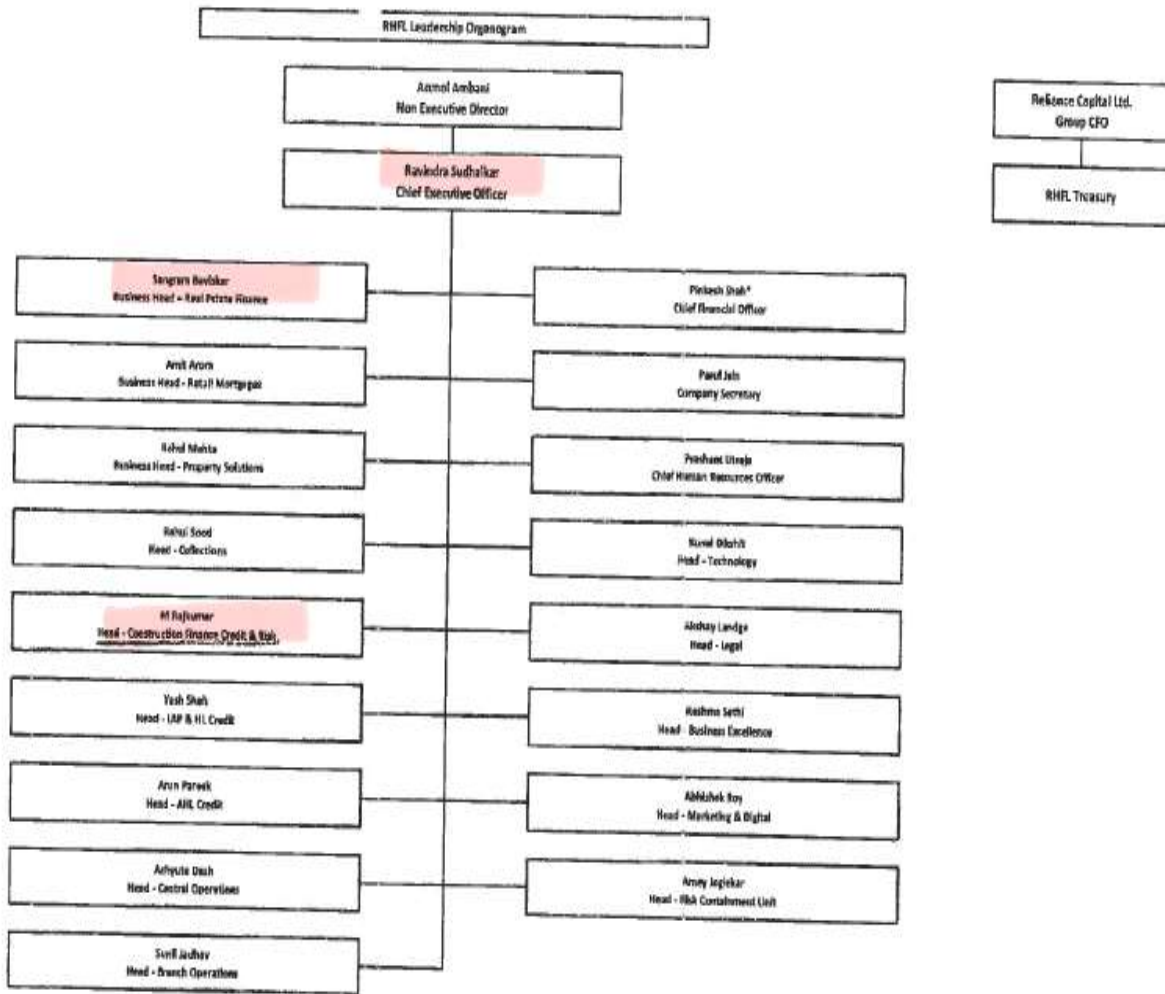 RHFL Leadership Organogram
Anmol Ambani
Non Executive Director
Reliance Capital Ltd.
Group CFO
Ravindra Sudhalkar
Chief Executive Officer
RHFL Treasury
Sangram Baviskar
Business Head – Real Estate Finance
Pinkesh Shah*
Chief Financial Officer
Amit Arora
Business Head - Retail Mortgages
Parul Jain
Company Secretary
Rahul Mehta
Business Head - Property Solutions
Prashant Utreja
Chief Human Resources Officer
Rahul Sood
Head - Collections
Kunal Dikshit
Head - Technology
M Rajkumar
Head - Construction Finance Credit & Risk
Akshay Landge
Head - Legal
Yash Shah
Head - LAP & HL Credit
Reshma Sethi
Head - Business Excellence
Arun Pareek
Head - AHL Credit
Abhishek Roy
Head - Marketing & Digital
Achyuta Dash
Head - Central Operations
Amey Joglekar
Head - Risk Containment Unit
Sunil Jadhav
Head - Branch Operations